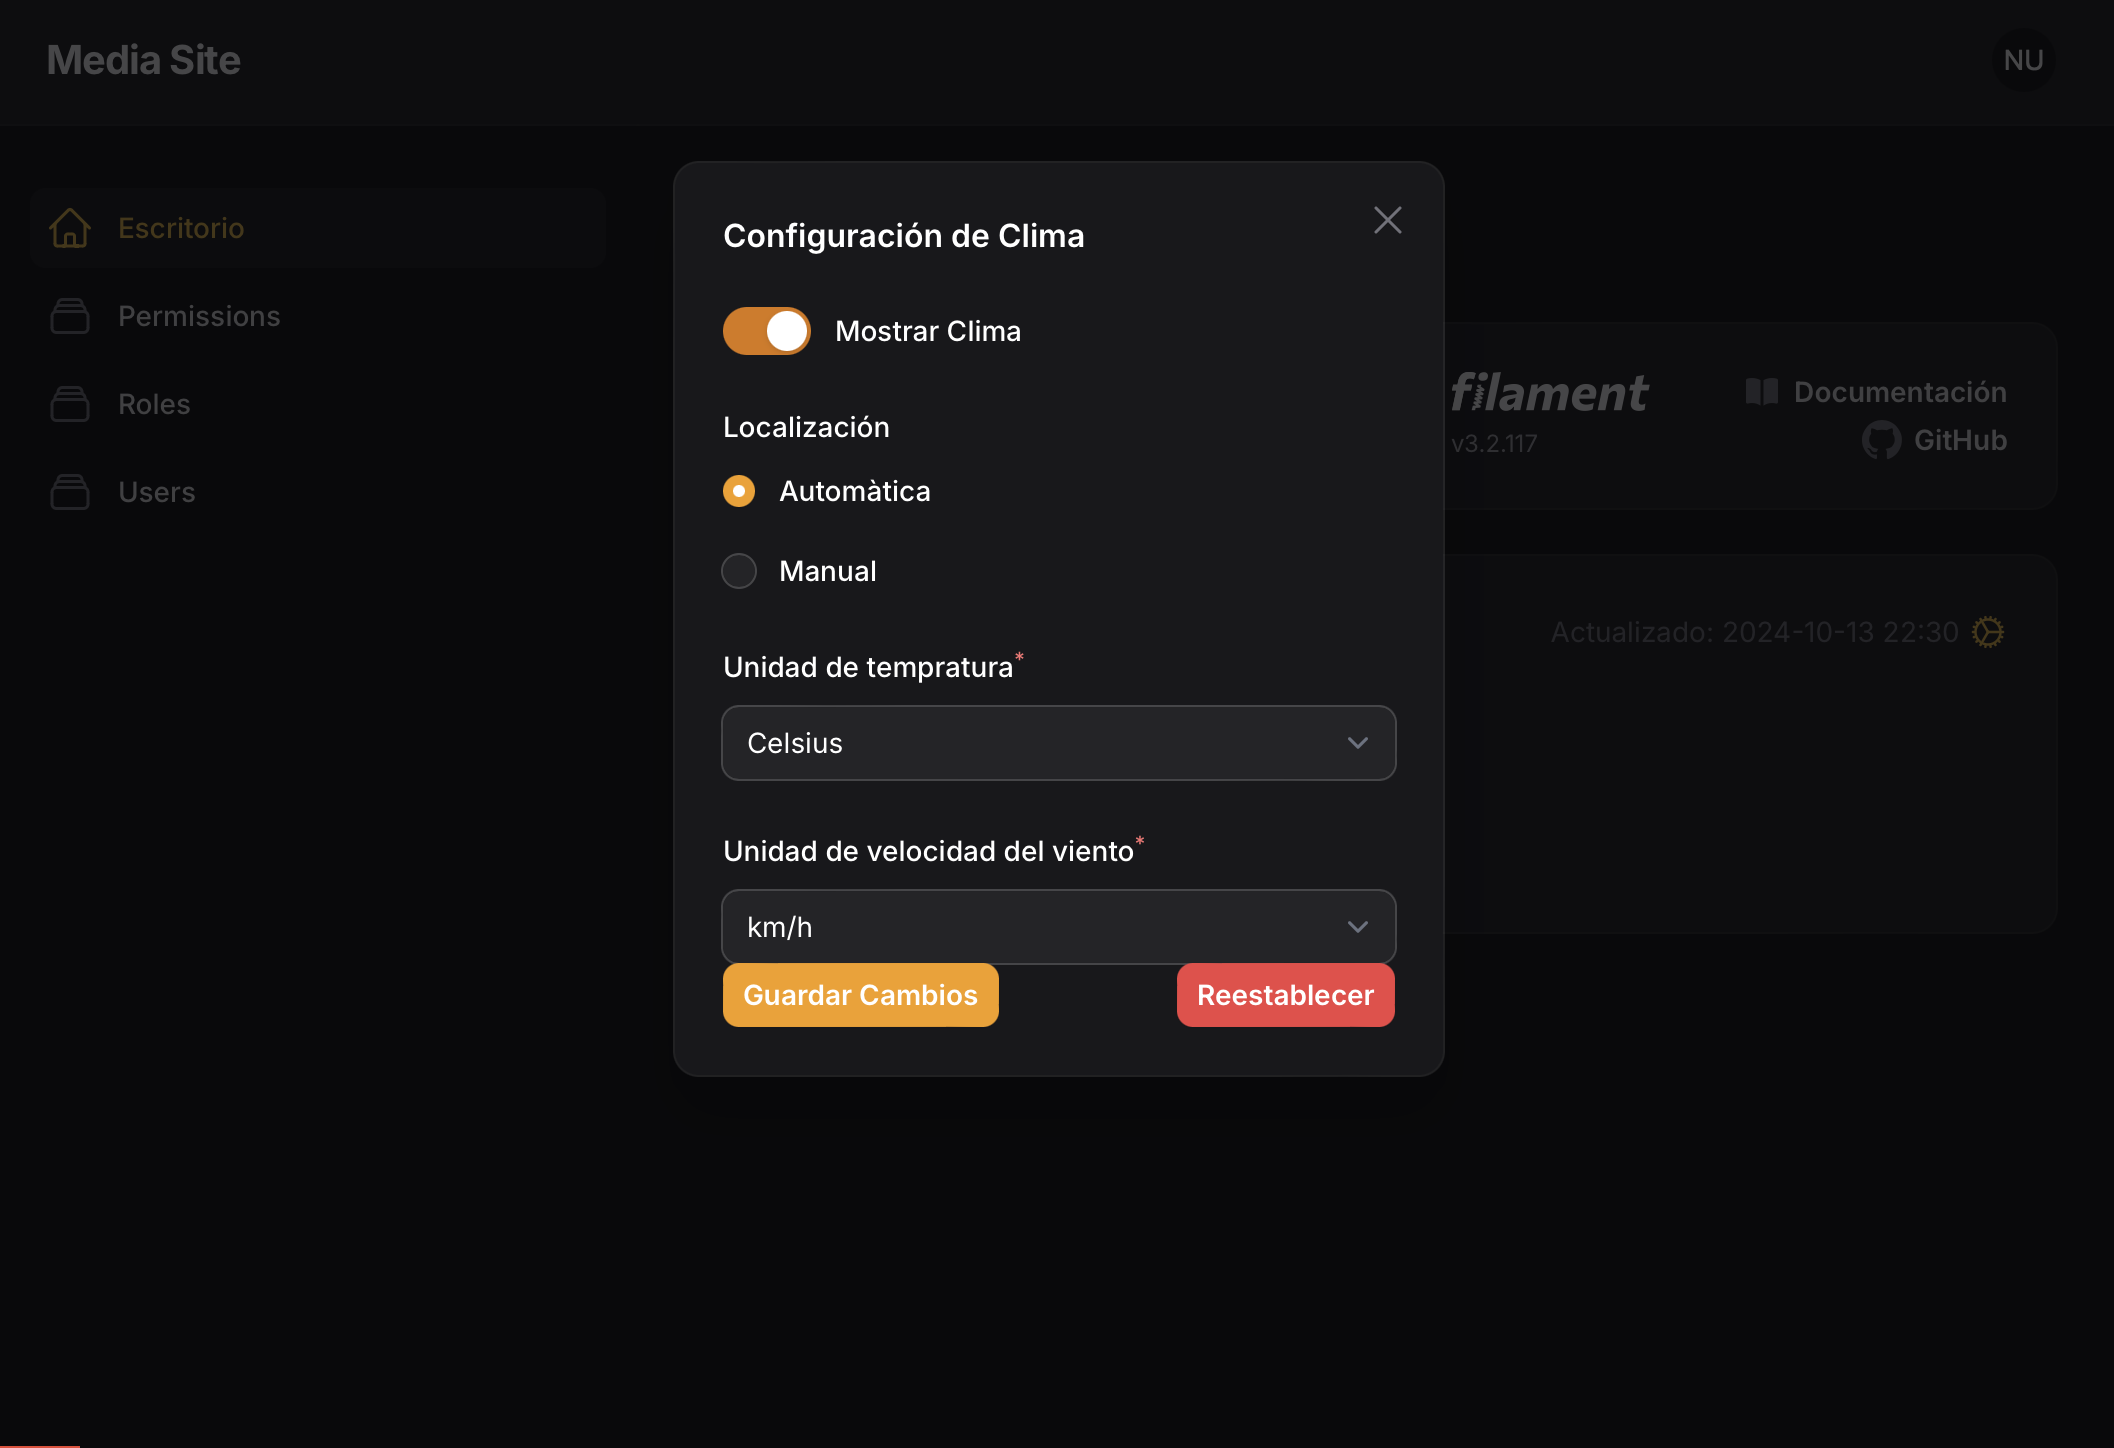 Media Site
NU
Escritorio
Permissions
Roles
Users
Configuración de Clima
Mostrar Clima
Localización
Automàtica
Manual
Unidad de tempratura*
Celsius
Unidad de velocidad del viento*
km/h
Guardar Cambios
Reestablecer
filament
v3.2.117
Documentación
GitHub
Actualizado: 2024-10-13 22:30